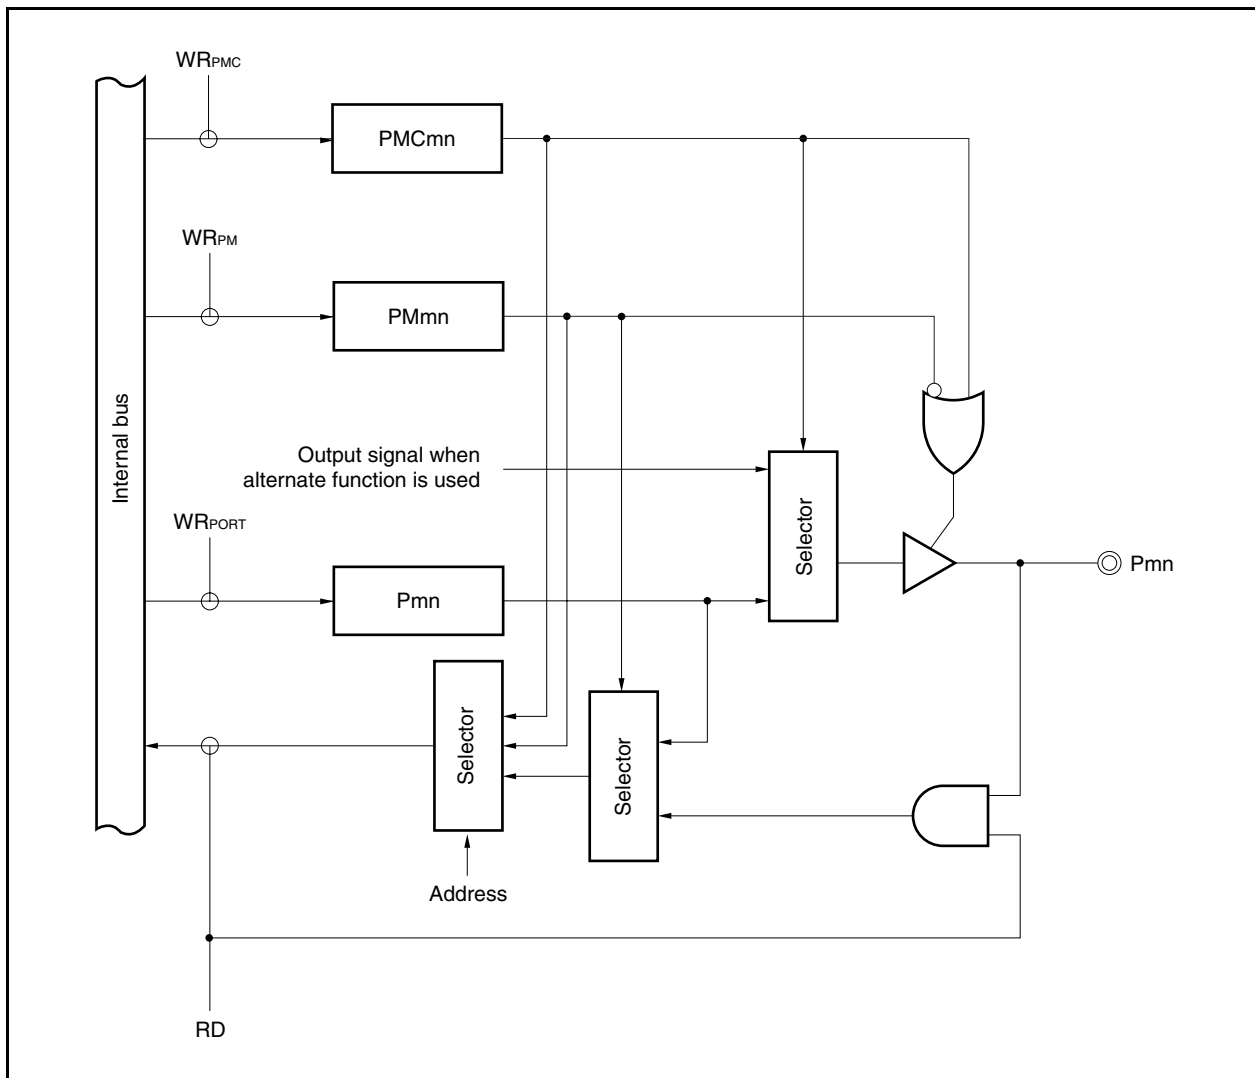 WRPMC
PMCmn
WRPM
PMmn
Internal bus
Output signal when
alternate function is used
Selector
WRPORT
Pmn
Pmn
Selector
Selector
Address
RD